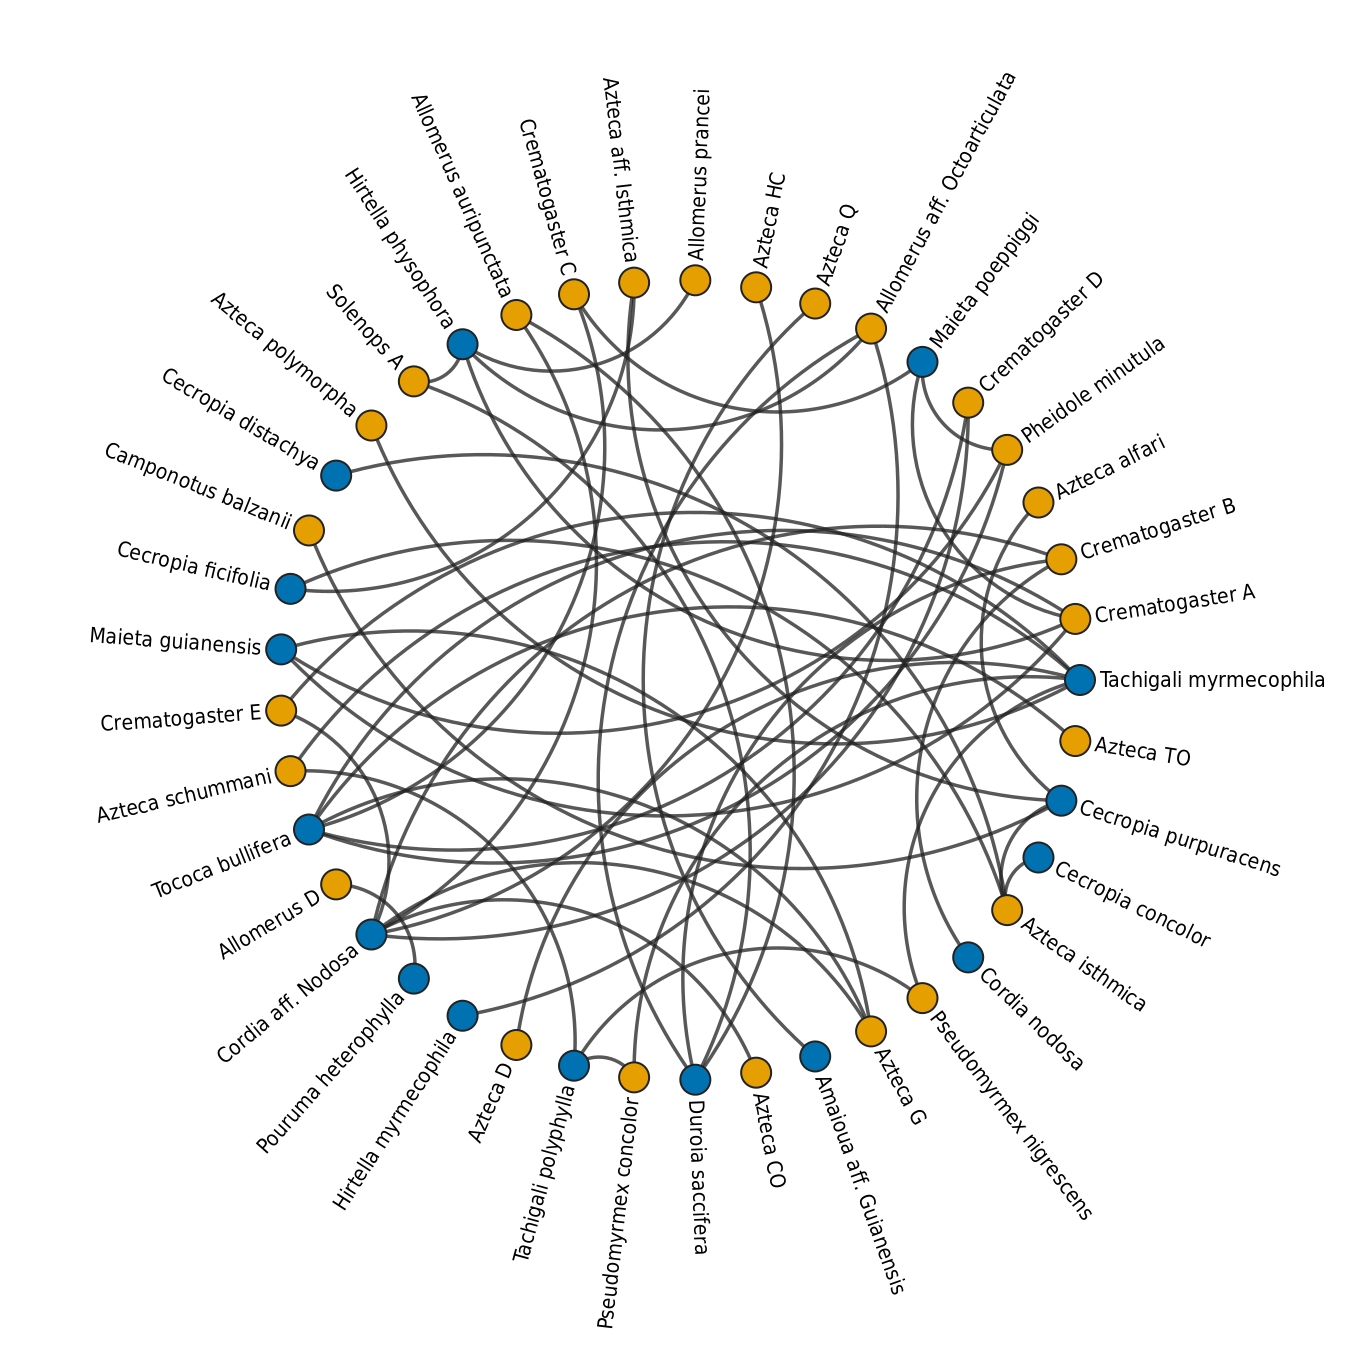 Azteca aff. Isthmica
Allomerus prancei
Azteca HC
Azteca Q
Allomerus aff. Octoarticulata
Maieta poeppiggi
Crematogaster D
Pheidole minutula
Azteca alfari
Crematogaster B
Crematogaster A
Tachigali myrmecophila
Azteca TO
Cecropia purpuracens
Cecropia concolor
Azteca isthmica
Cordia nodosa
Pseudomyrmex nigrescens
Azteca G
Amaioua aff. Guianensis
Azteca CO
Duroia saccifera
Pseudomyrmex concolor
Tachigali polyphylla
Azteca D
Hirtella myrmecophila
Pouruma heterophylla
Cordia aff. Nodosa
Allomerus D
Tococa bullifera
Azteca schummani
Crematogaster E
Maieta guianensis
Cecropia ficifolia
Camponotus balzanii
Cecropia distachya
Azteca polymorpha
Solenops A
Hirtella physophora
Allomerus auripunctata
Crematogaster C